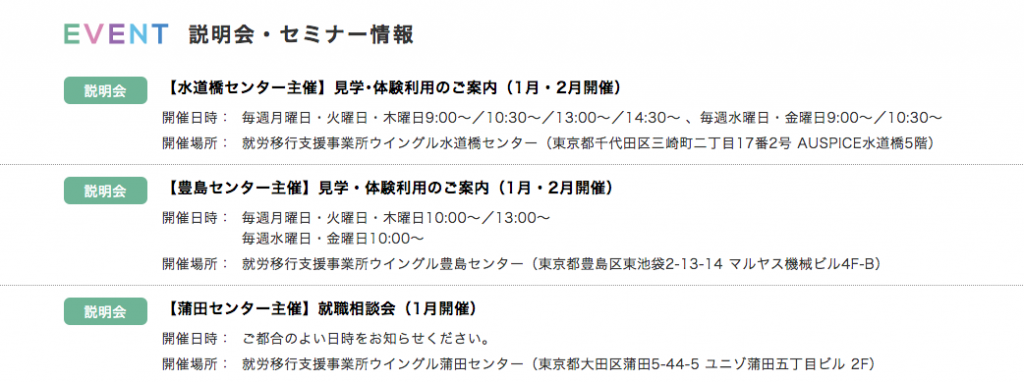 EVENT 説明会・セミナー情報
説明会 【水道橋センター主催】見学・体験利用のご案内（1月・2月開催）
開催日時： 毎週月曜日・火曜日・木曜日9:00〜／10:30〜／13:00〜／14:30〜 、毎週水曜日・金曜日9:00〜／10:30〜
開催場所： 就労移行支援事業所ウイングル水道橋センター（東京都千代田区三崎町二丁目17番2号 AUSPICE水道橋5階）
説明会 【豊島センター主催】見学・体験利用のご案内（1月・2月開催）
開催日時： 毎週月曜日・火曜日・木曜日10:00〜／13:00〜
毎週水曜日・金曜日10:00〜
開催場所： 就労移行支援事業所ウイングル豊島センター（東京都豊島区東池袋2-13-14 マルヤス機械ビル4F-B）
説明会 【蒲田センター主催】就職相談会（1月開催）
開催日時： ご都合のよい日時をお知らせください。
開催場所： 就労移行支援事業所ウイングル蒲田センター（東京都大田区蒲田5-44-5 ユニゾ蒲田五丁目ビル 2F）